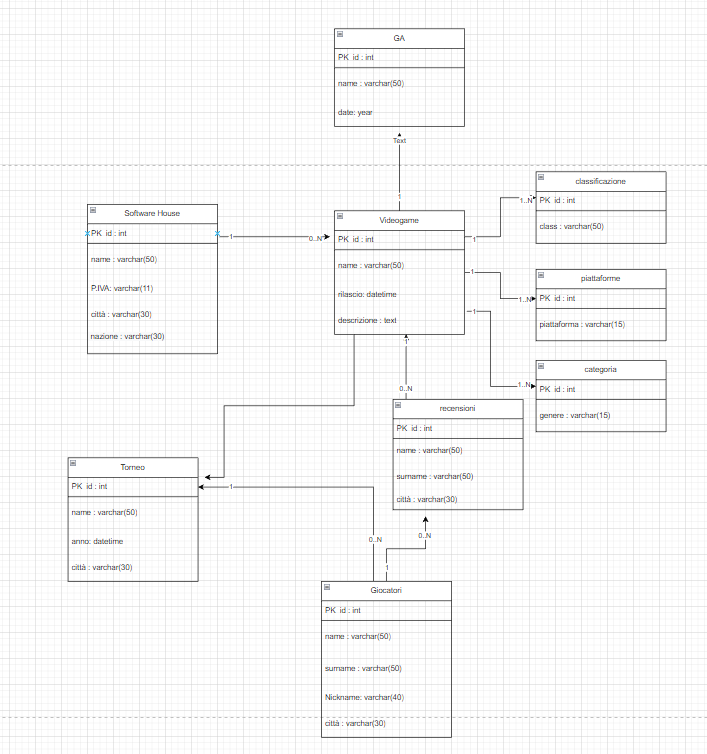 GA
PK id : int
name : varchar(50)
date: year
Text
1
Software House
PK id : int
name : varchar(50)
P.IVA: varchar(11)
città : varchar(30)
nazione : varchar(30)
1
0..N
Videogame
PK id : int
name : varchar(50)
rilascio: datetime
descrizione : text
1
1..N
classificazione
PK id : int
class : varchar(50)
1
1..N
piattaforme
PK id : int
piattaforma : varchar(15)
1
1..N
categoria
PK id : int
genere : varchar(15)
1
0..N
recensioni
PK id : int
name : varchar(50)
surname : varchar(50)
città : varchar(30)
Torneo
PK id : int
name : varchar(50)
anno: datetime
città : varchar(30)
1
0..N
0..N
1
Giocatori
PK id : int
name : varchar(50)
surname : varchar(50)
Nickname: varchar(40)
città : varchar(30)